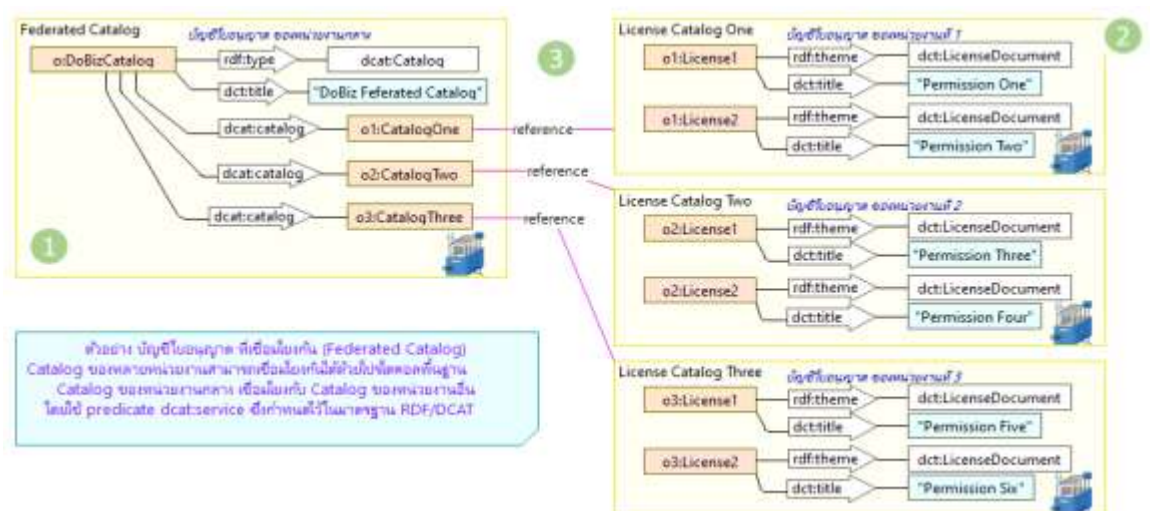 Federated Catalog
บัญชีใบอนุญาต ของหน่วยงานกลาง
o:DoBizCatalog
rdf:type
dcat:Catalog
3
dct:title
"DoBiz Feferated Catalog"
dcat:catalog
o1:CatalogOne
reference
dcat:catalog
o2:CatalogTwo
reference
dcat:catalog
o3:CatalogThree
reference
1
License Catalog One
บัญชีใบอนุญาต ของหน่วยงานที่ 1
2
o1:License1
rdf:theme
dct:LicenseDocument
dct:title
"Permission One"
o1:License2
rdf:theme
dct:LicenseDocument
dct:title
"Permission Two"
License Catalog Two
บัญชีใบอนุญาต ของหน่วยงานที่ 2
o2:License1
rdf:theme
dct:LicenseDocument
dct:title
"Permission Three"
o2:License2
rdf:theme
dct:LicenseDocument
dct:title
"Permission Four"
License Catalog Three
บัญชีใบอนุญาต ของหน่วยงานที่ 3
o3:License1
rdf:theme
dct:LicenseDocument
dct:title
"Permission Five"
o3:License2
rdf:theme
dct:LicenseDocument
dct:title
"Permission Six"
ตัวอย่าง บัญชีใบอนุญาต ที่เชื่อมโยงกัน (Federated Catalog)
Catalog ของหลายหน่วยงานสามารถเชื่อมโยงกันได้ด้วยโปรโตคอลพื้นฐาน
Catalog ของหน่วยงานกลาง เชื่อมโยงกับ Catalog ของหน่วยงานอื่น
โดยใช้ predicate dcat:service ซึ่งกำหนดไว้ในมาตรฐาน RDF/DCAT